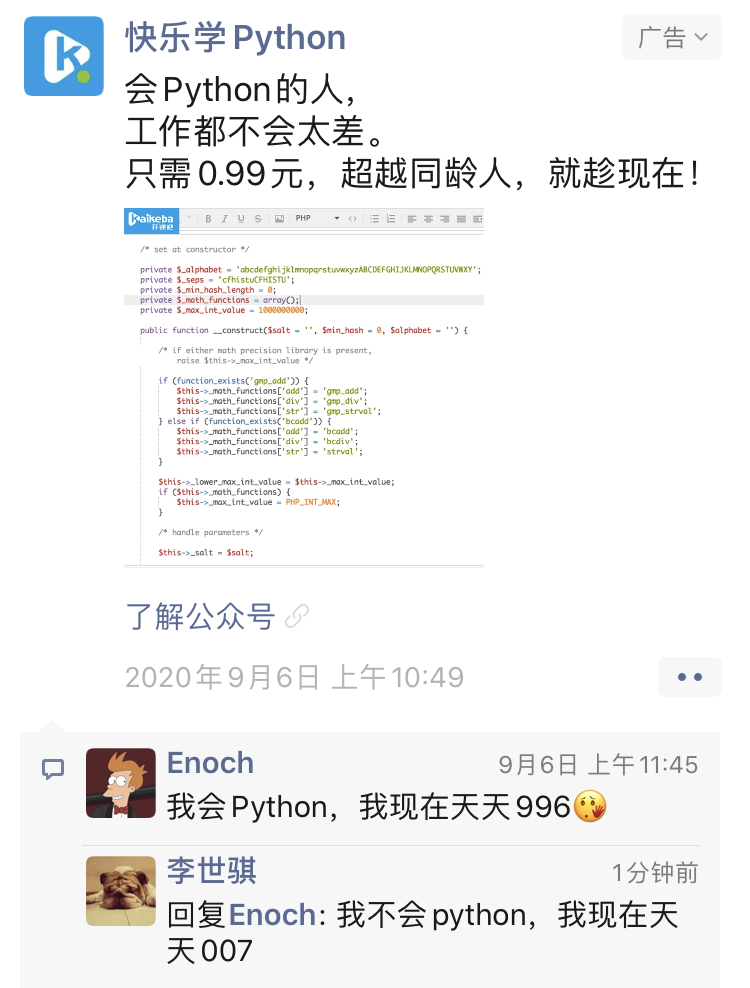 快乐学Python
广告
会Python的人，
工作都不会太差。
只需0.99元，超越同龄人，就趁现在！
kaikeba
开课吧
B I U S PHP
/* set at constructor */
private $_alphabet = 'abcdefghijklmnopqrstuvwxyzABCDEFGHIJKLMNOPQRSTUVWXY';
private $_seps = 'cfhistuCFHISTU';
private $_min_hash_length = 0;
private $_math_functions = array();
private $_max_int_value = 1000000000;
public function __construct($salt = '', $min_hash = 0, $alphabet = '') {
/* if either math precision library is present,
raise $this->_max_int_value */
if (function_exists('gmp_add')) {
$this->_math_functions['add'] = 'gmp_add';
$this->_math_functions['div'] = 'gmp_div';
$this->_math_functions['str'] = 'gmp_strval';
} else if (function_exists('bcadd')) {
$this->_math_functions['add'] = 'bcadd';
$this->_math_functions['div'] = 'bcdiv';
$this->_math_functions['str'] = 'strval';
}
$this->_lower_max_int_value = $this->_max_int_value;
if ($this->_math_functions) {
$this->_max_int_value = PHP_INT_MAX;
}
/* handle parameters */
$this->_salt = $salt;
了解公众号
2020年9月6日 上午10:49
Enoch
9月6日 上午11:45
我会Python，我现在天天996
李世骐
1分钟前
回复Enoch: 我不会python，我现在天
天007